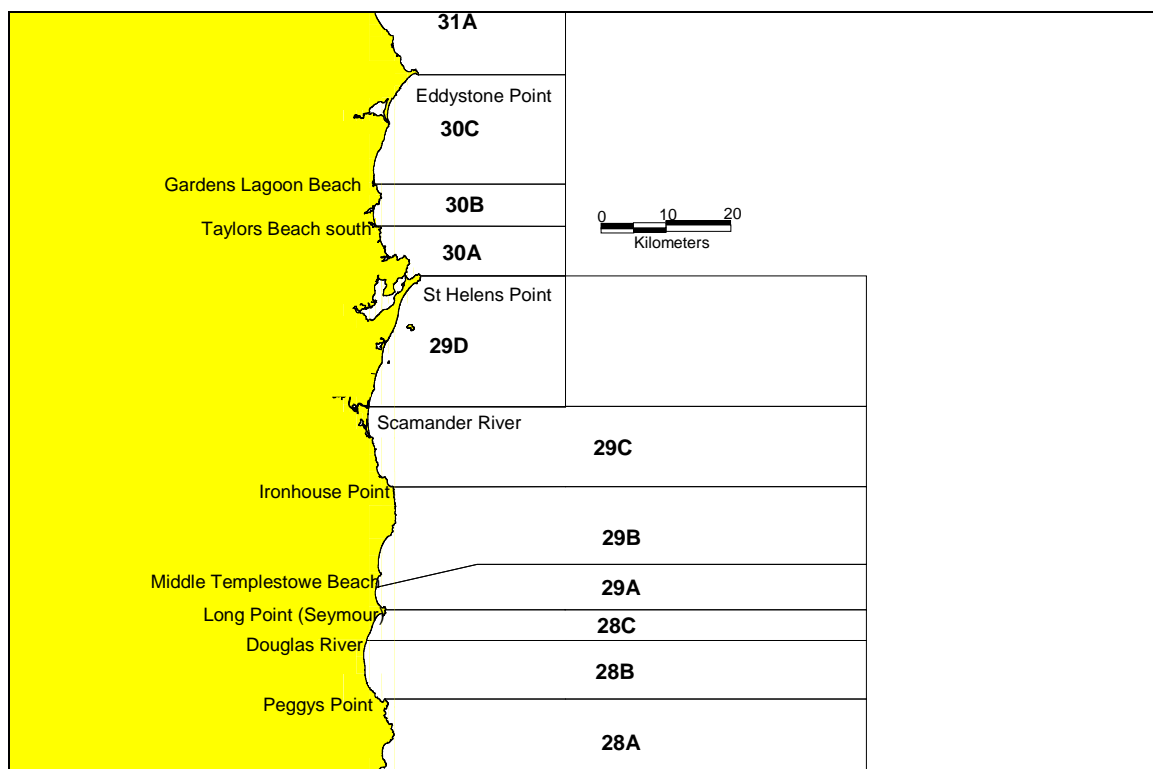 31A
Eddystone Point
30C
Gardens Lagoon Beach
30B
Taylors Beach south
0 10 20
Kilometers
30A
St Helens Point
29D
Scamander River
29C
Ironhouse Point
29B
Middle Templestowe Beach
29A
Long Point (Seymour)
28C
Douglas River
28B
Peggys Point
28A